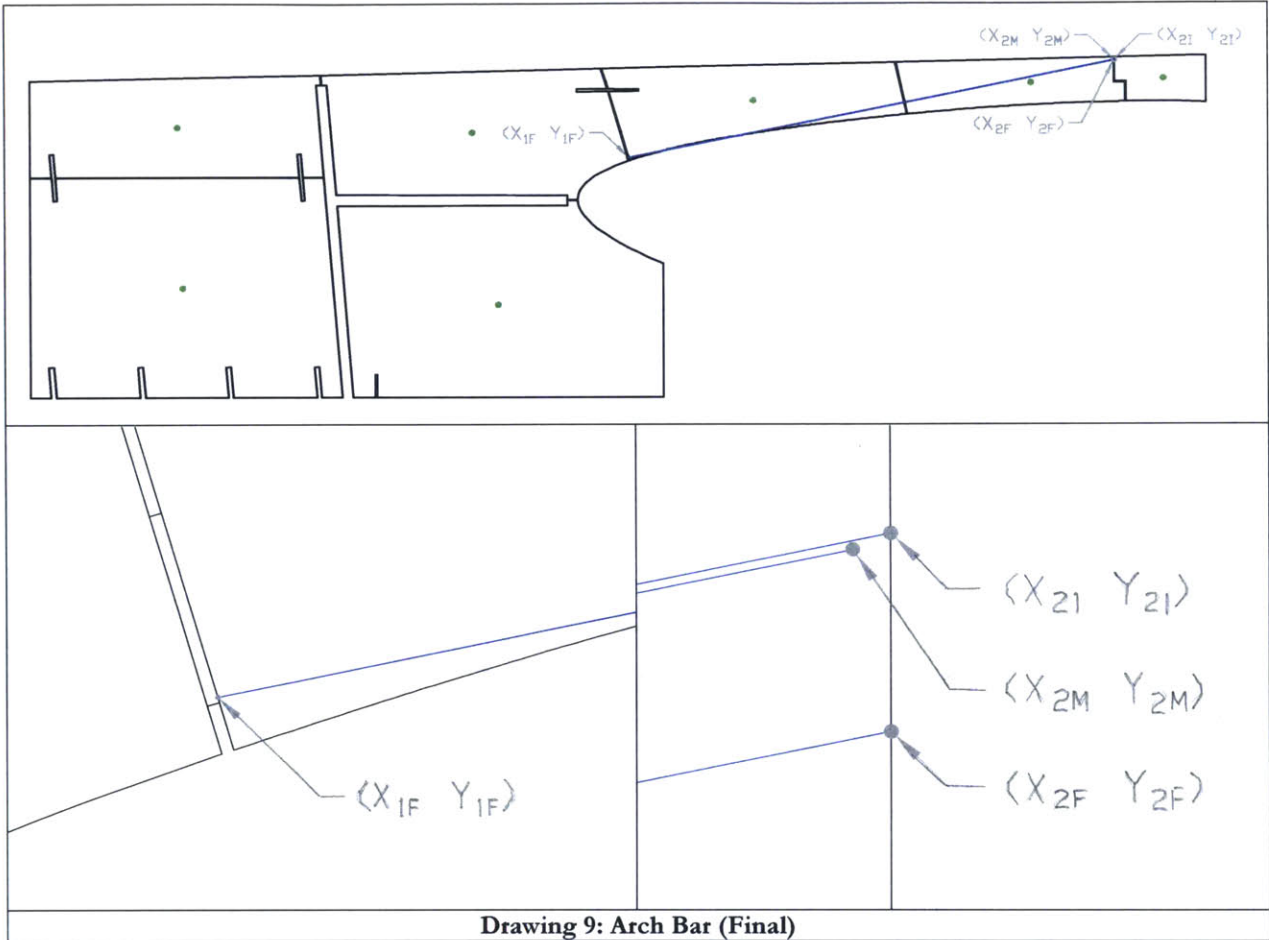 (X2M Y2M) (X2I Y2I)
(X1F Y1F)
(X2F Y2F)
(X2I Y2I)
(X2M Y2M)
(X1F Y1F)
(X2F Y2F)
Drawing 9: Arch Bar (Final)